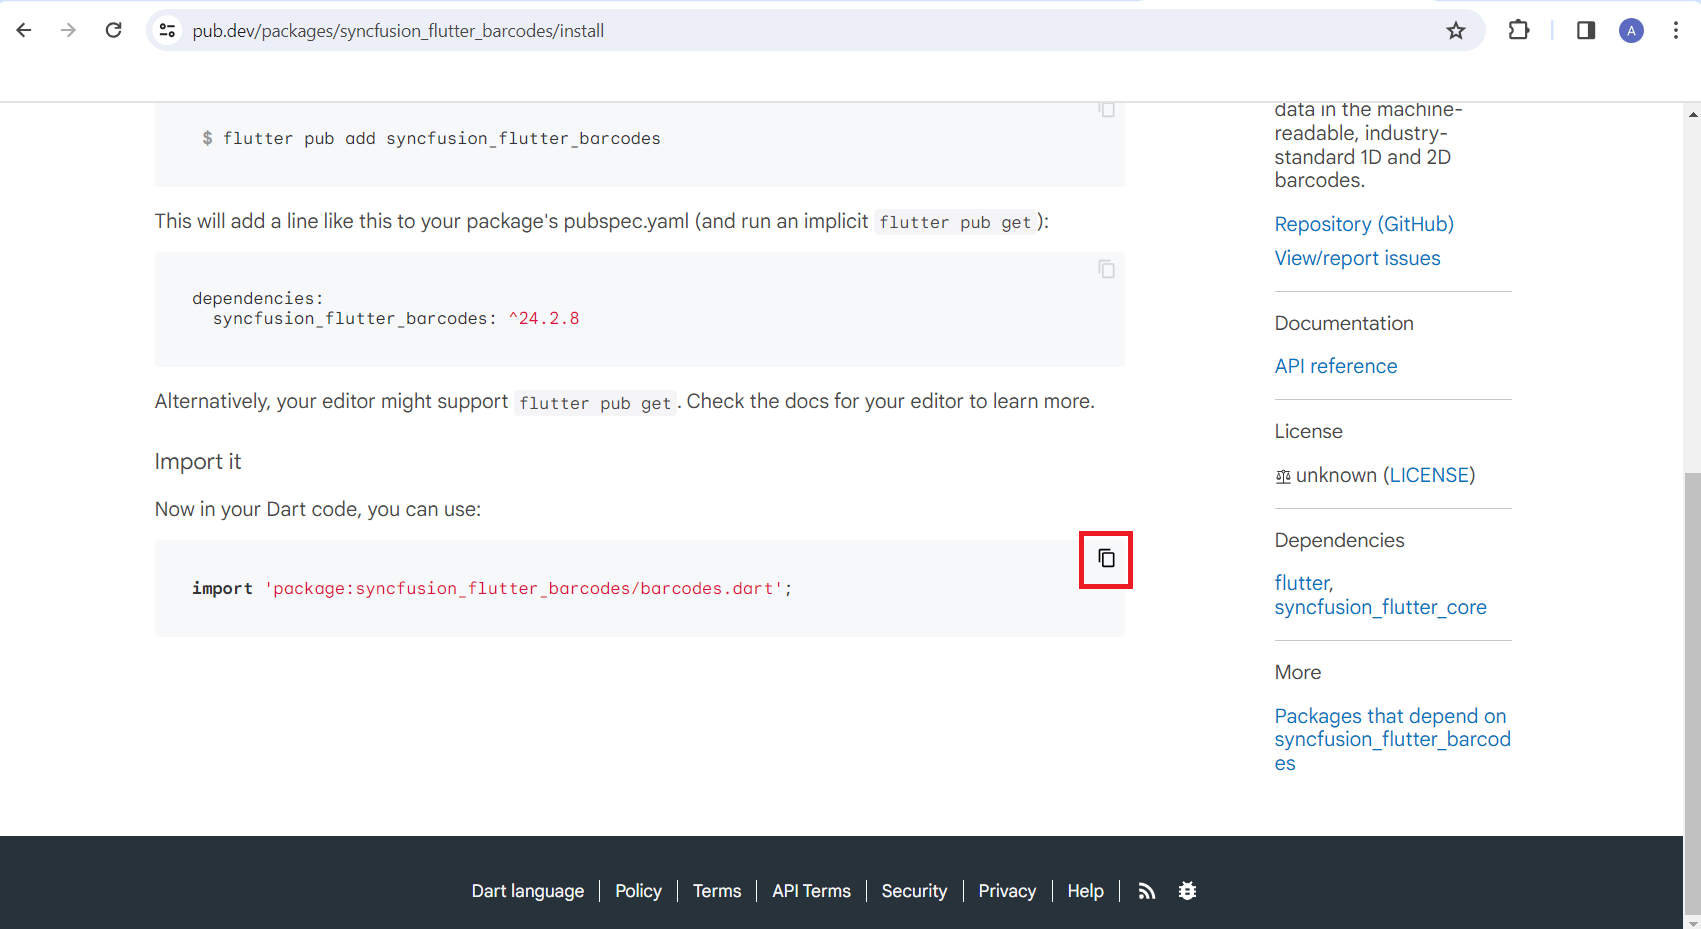 pub.dev/packages/syncfusion_flutter_barcodes/install
A
$ flutter pub add syncfusion_flutter_barcodes
This will add a line like this to your package's pubspec.yaml (and run an implicit flutter pub get ):
dependencies:
  syncfusion_flutter_barcodes: ^24.2.8
Alternatively, your editor might support flutter pub get . Check the docs for your editor to learn more.
Import it
Now in your Dart code, you can use:
import 'package:syncfusion_flutter_barcodes/barcodes.dart';
data in the machine-
readable, industry-
standard 1D and 2D
barcodes.
Repository (GitHub)
View/report issues
Documentation
API reference
License
unknown (LICENSE)
Dependencies
flutter,
syncfusion_flutter_core
More
Packages that depend on
syncfusion_flutter_barcod
es
Dart language | Policy | Terms | API Terms | Security | Privacy | Help |